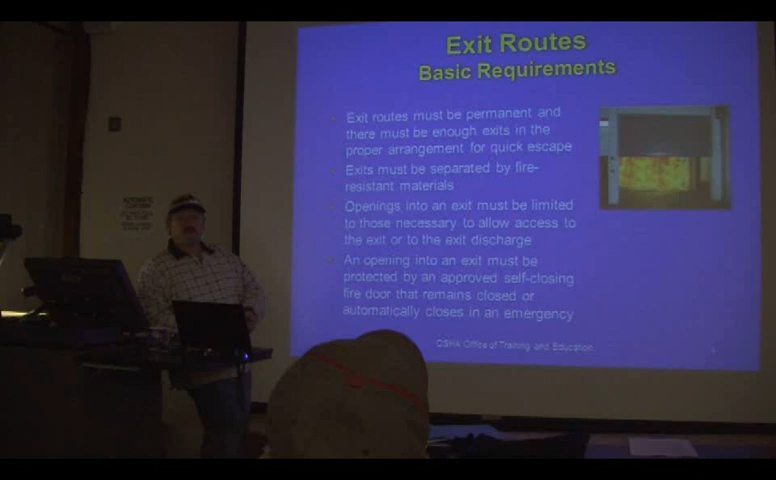 Exit Routes
Basic Requirements
Exit routes must be permanent and
there must be enough exits in the
proper arrangement for quick escape
Exits must be separated by fire-
resistant materials
Openings into an exit must be limited
to those necessary to allow access to
the exit or to the exit discharge
An opening into an exit must be
protected by an approved self-closing
fire door that remains closed or
automatically closes in an emergency
OSHA Office of Training and Education